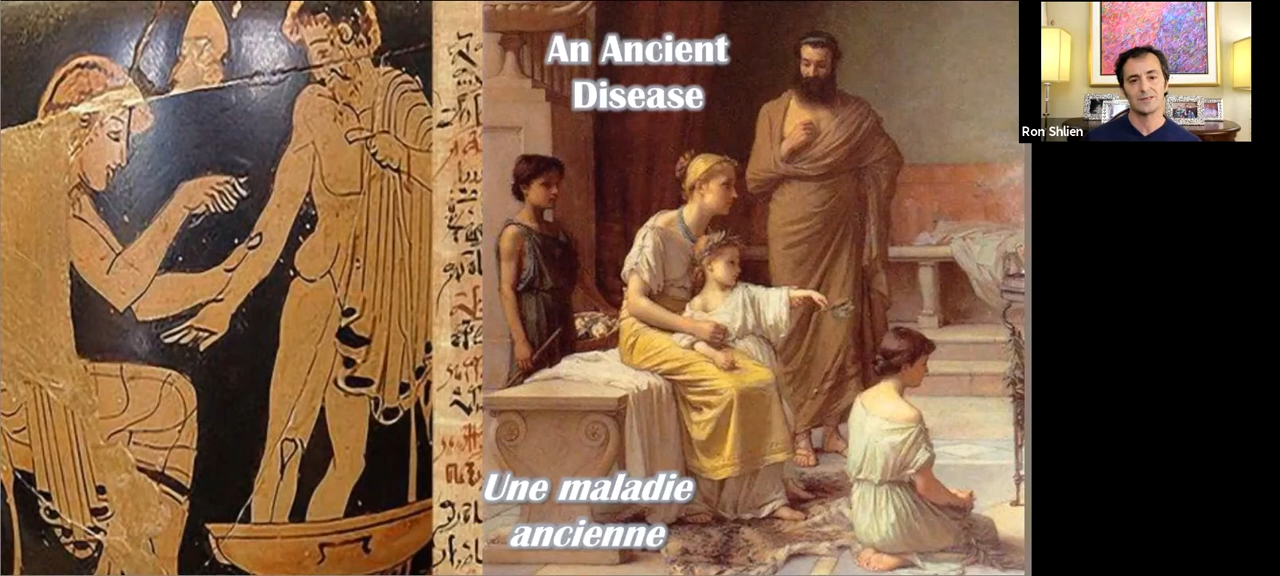 An Ancient
Disease
Ron Shlien
Une maladie
ancienne